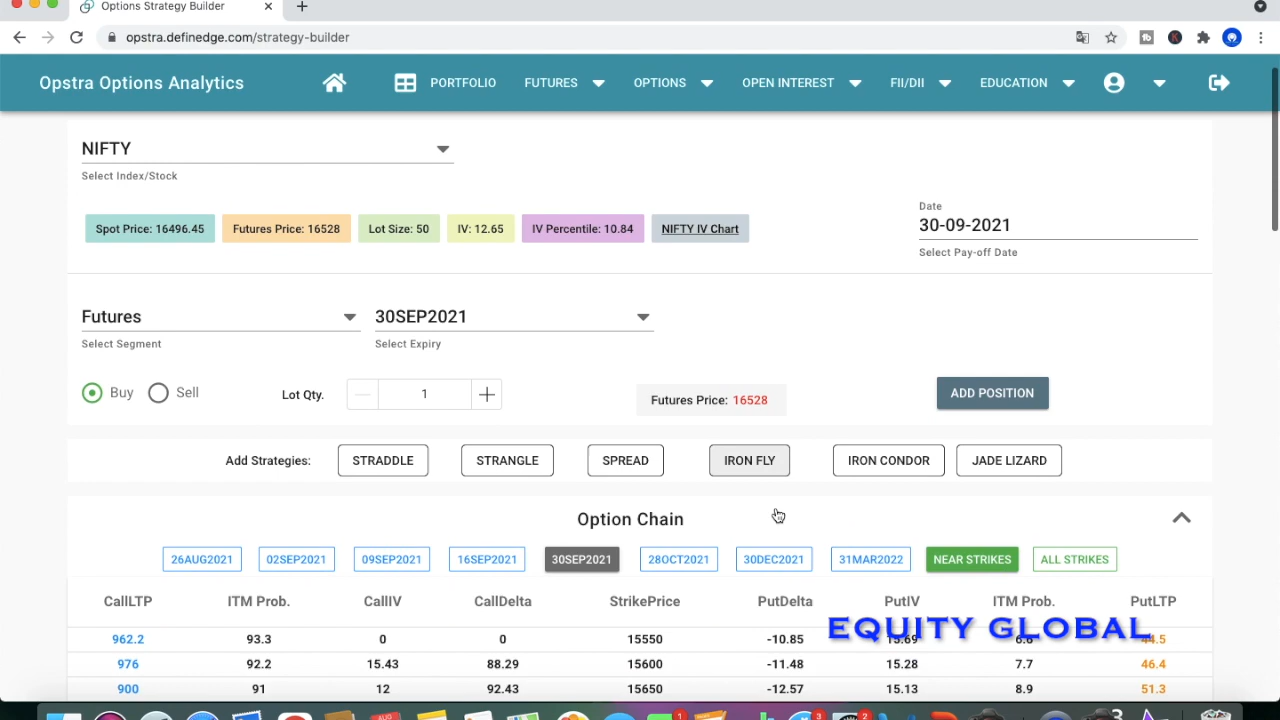 Options Strategy Builder
opstra.definedge.com/strategy-builder
Opstra Options Analytics PORTFOLIO FUTURES OPTIONS OPEN INTEREST FII/DII EDUCATION
NIFTY
Select Index/Stock
Spot Price: 16496.45 Futures Price: 16528 Lot Size: 50 IV: 12.65 IV Percentile: 10.84 NIFTY IV Chart
Date
30-09-2021
Select Pay-off Date
Futures 30SEP2021
Select Segment Select Expiry
Buy Sell Lot Qty. 1 Futures Price: 16528 ADD POSITION
Add Strategies: STRADDLE STRANGLE SPREAD IRON FLY IRON CONDOR JADE LIZARD
Option Chain
26AUG2021 02SEP2021 09SEP2021 16SEP2021 30SEP2021 28OCT2021 30DEC2021 31MAR2022 NEAR STRIKES ALL STRIKES
CallLTP ITM Prob. CallIV CallDelta StrikePrice PutDelta PutIV ITM Prob. PutLTP
EQUITY GLOBAL
962.2 93.3 0 0 15550 -10.85 15.69 44.5
976 92.2 15.43 88.29 15600 -11.48 15.28 7.7 46.4
900 91 12 92.43 15650 -12.57 15.13 8.9 51.3